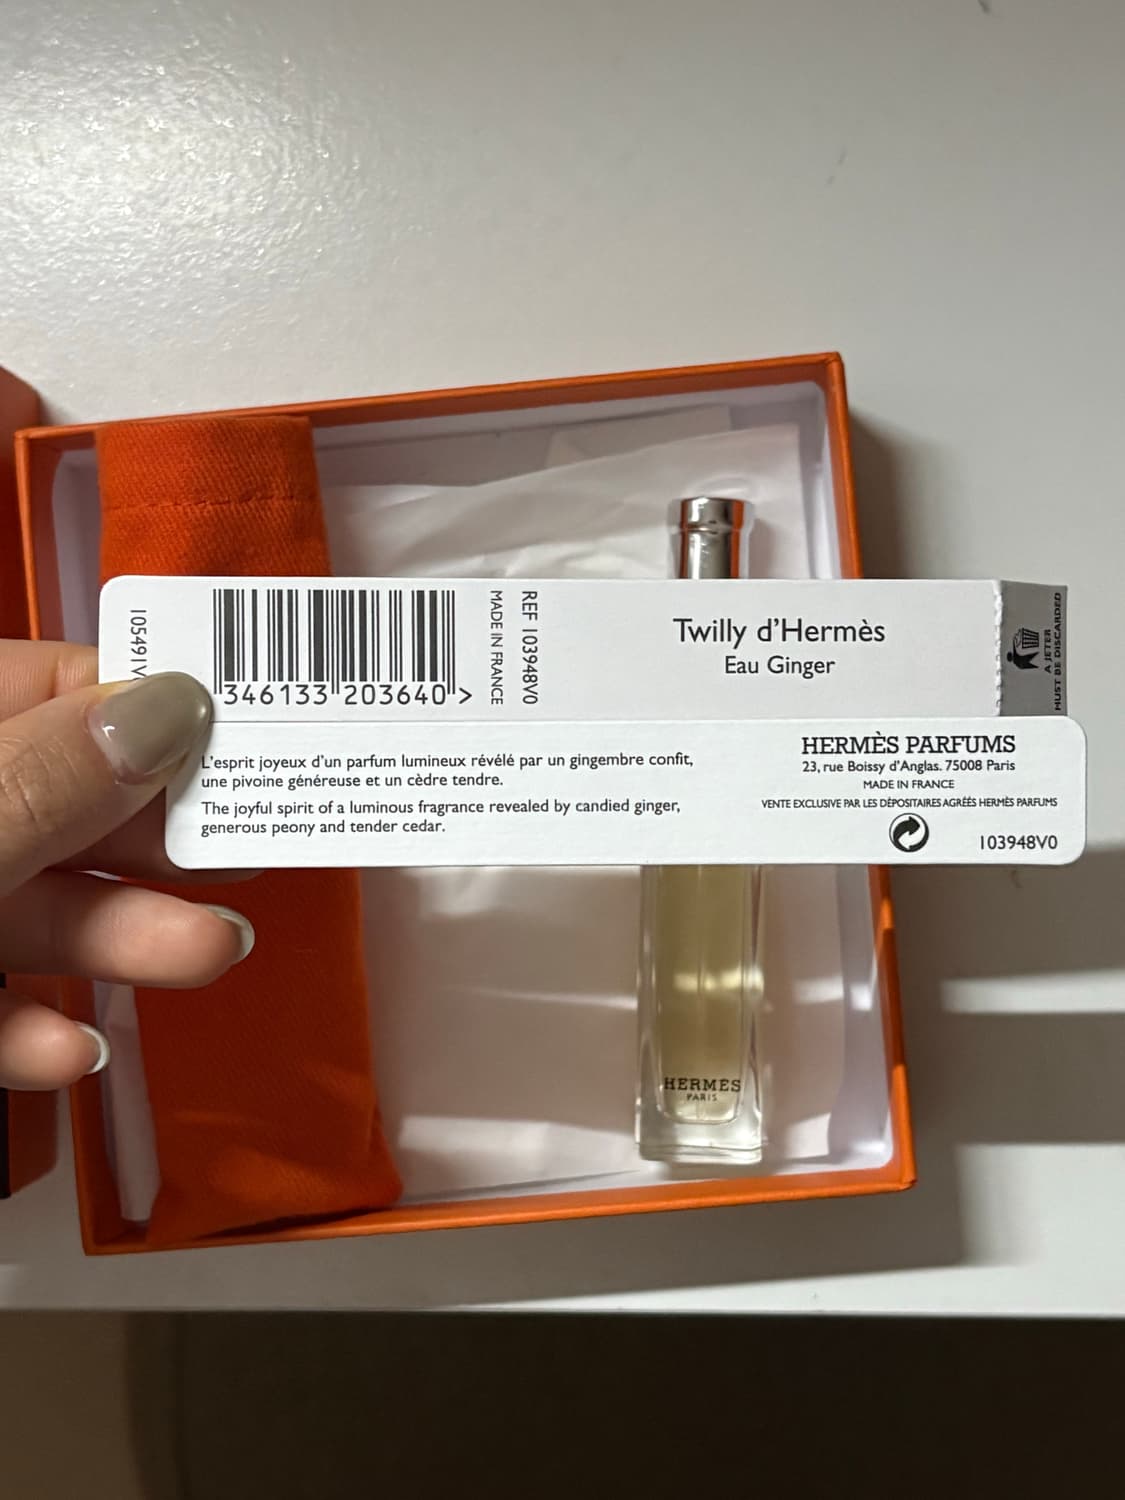 105491V
346133 203640 >
MADE IN FRANCE
REF 103948V0
Twilly d'Hermès
Eau Ginger
A JETER
MUST BE DISCARDED
L'esprit joyeux d'un parfum lumineux révélé par un gingembre confit,
une pivoine généreuse et un cèdre tendre.
The joyful spirit of a luminous fragrance revealed by candied ginger,
generous peony and tender cedar.
HERMÈS PARFUMS
23, rue Boissy d'Anglas. 75008 Paris
MADE IN FRANCE
VENTE EXCLUSIVE PAR LES DÉPOSITAIRES AGRÉÉS HERMÈS PARFUMS
103948V0
HERMÈS
PARIS